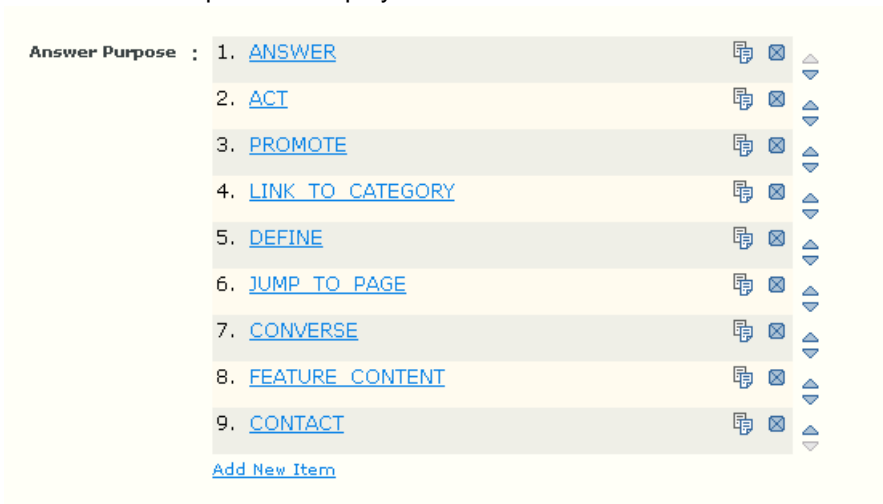 Answer Purpose : 1. ANSWER
2. ACT
3. PROMOTE
4. LINK_TO_CATEGORY
5. DEFINE
6. JUMP_TO_PAGE
7. CONVERSE
8. FEATURE_CONTENT
9. CONTACT
Add New Item